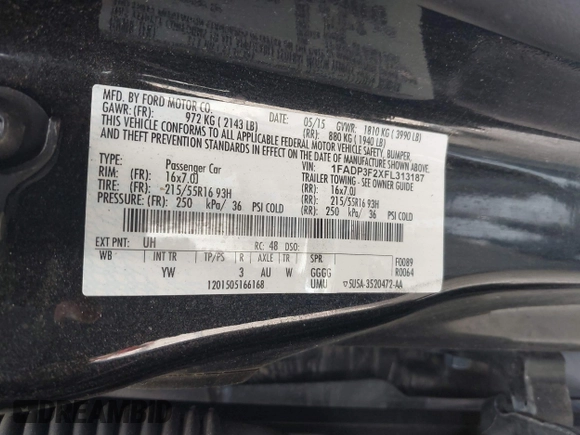 MFD. BY FORD MOTOR CO.
DATE: 05/15 GVWR: 1810 KG ( 3990 LB)
GAWR: (FR): 972 KG ( 2143 LB) (RR): 880 KG ( 1940 LB)
THIS VEHICLE CONFORMS TO ALL APPLICABLE FEDERAL MOTOR VEHICLE SAFETY, BUMPER,
AND THEFT PREVENTION STANDARDS IN EFFECT ON THE DATE OF MANUFACTURE SHOWN ABOVE.
VIN: 1FADP3F2XFL313187
TYPE: Passenger Car TRAILER TOWING - SEE OWNER GUIDE
RIM: (FR): 16x7.0J (RR): 16x7.0J
TIRE: (FR): 215/55R16 93H (RR): 215/55R16 93H
PRESSURE: (FR): 250 kPa/ 36 PSI COLD (RR): 250 kPa/ 36 PSI COLD
EXT PNT: UH RC: 48 DSO: F0089
WB INT TR TP/PS R AXLE TR SPR R0064
YW 3 AU W GGGG
1201505166168 UMU ▽5U5A-3520472-AA
DREAMBID